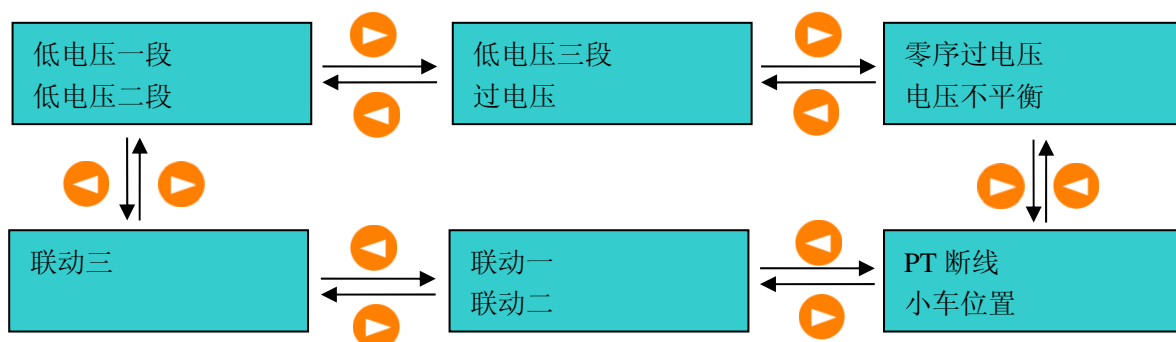 低电压一段
低电压二段
低电压三段
过电压
零序过电压
电压不平衡
联动三
联动一
联动二
PT 断线
小车位置